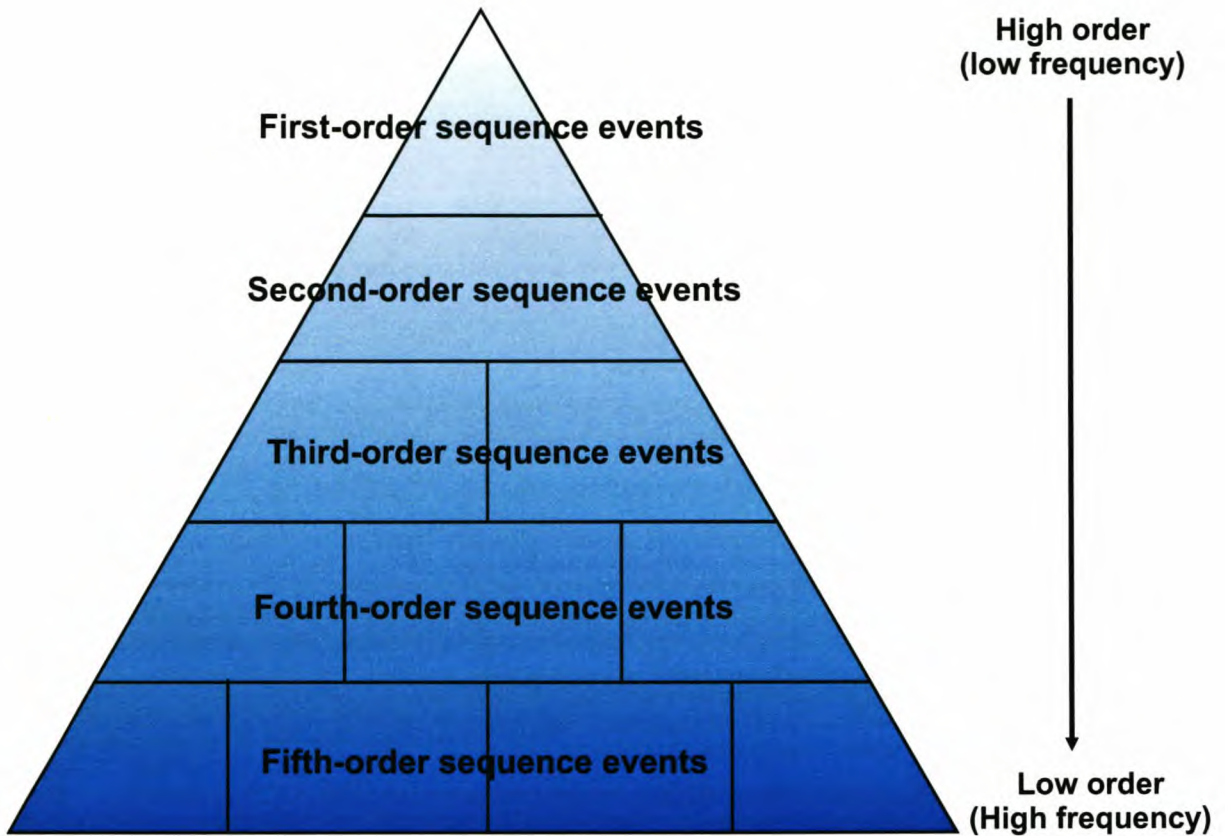 High order
(low frequency)
First-order sequence events
Second-order sequence events
Third-order sequence events
Fourth-order sequence events
Fifth-order sequence events
Low order
(High frequency)